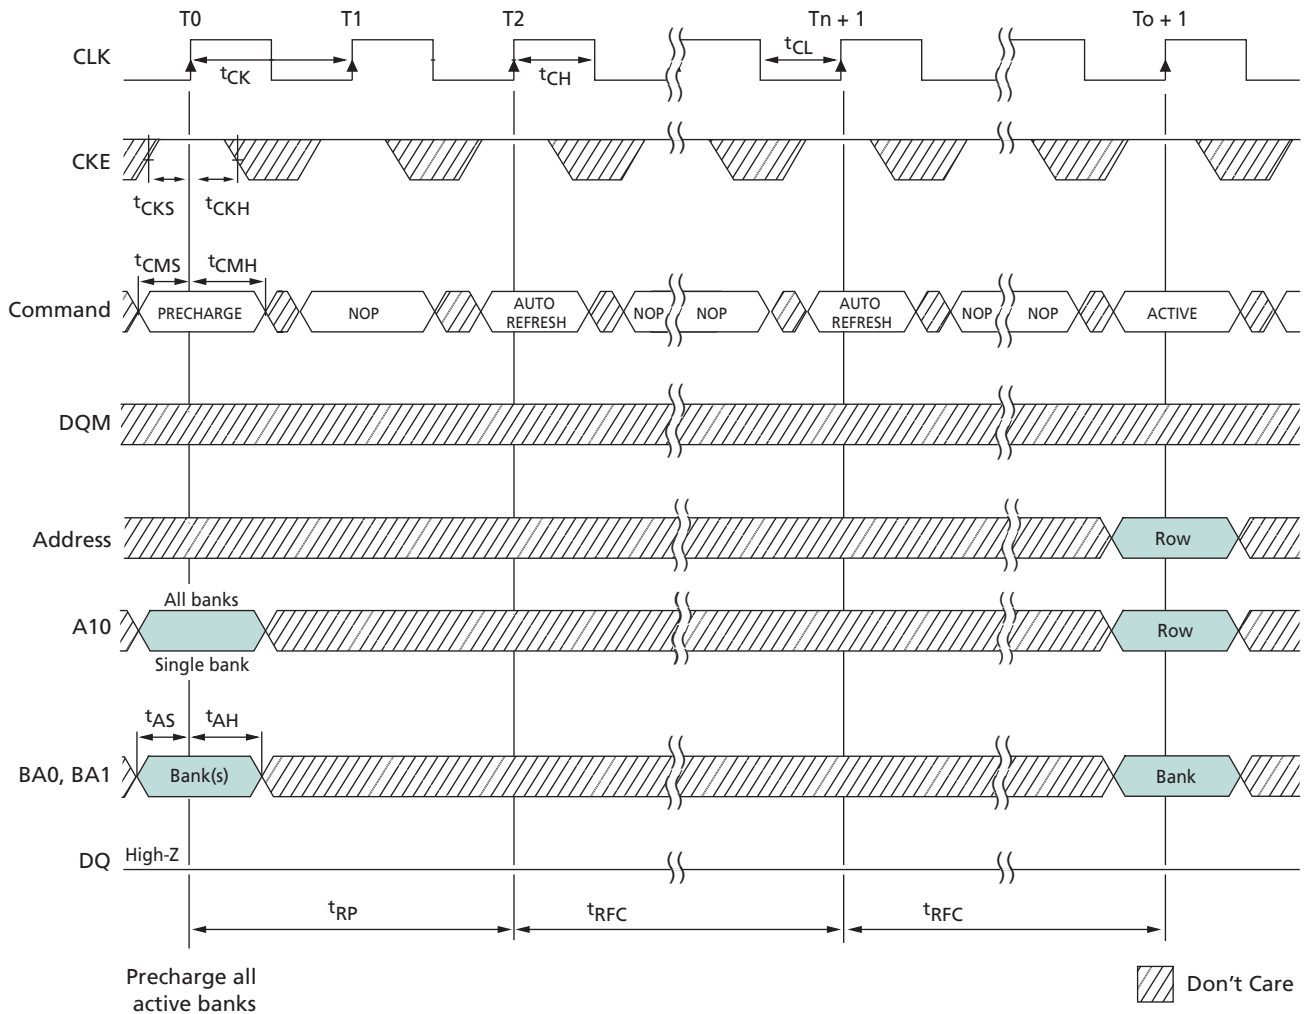 T0 T1 T2 Tn + 1 To + 1
CLK
tCK tCH tCL
CKE
tCKS tCKH
tCMS tCMH
Command PRECHARGE NOP AUTO REFRESH NOP NOP AUTO REFRESH NOP NOP ACTIVE
DQM
Address Row
All banks
A10 Row
Single bank
tAS tAH
BA0, BA1 Bank(s) Bank
DQ High-Z
tRP tRFC tRFC
Precharge all
active banks
Don't Care